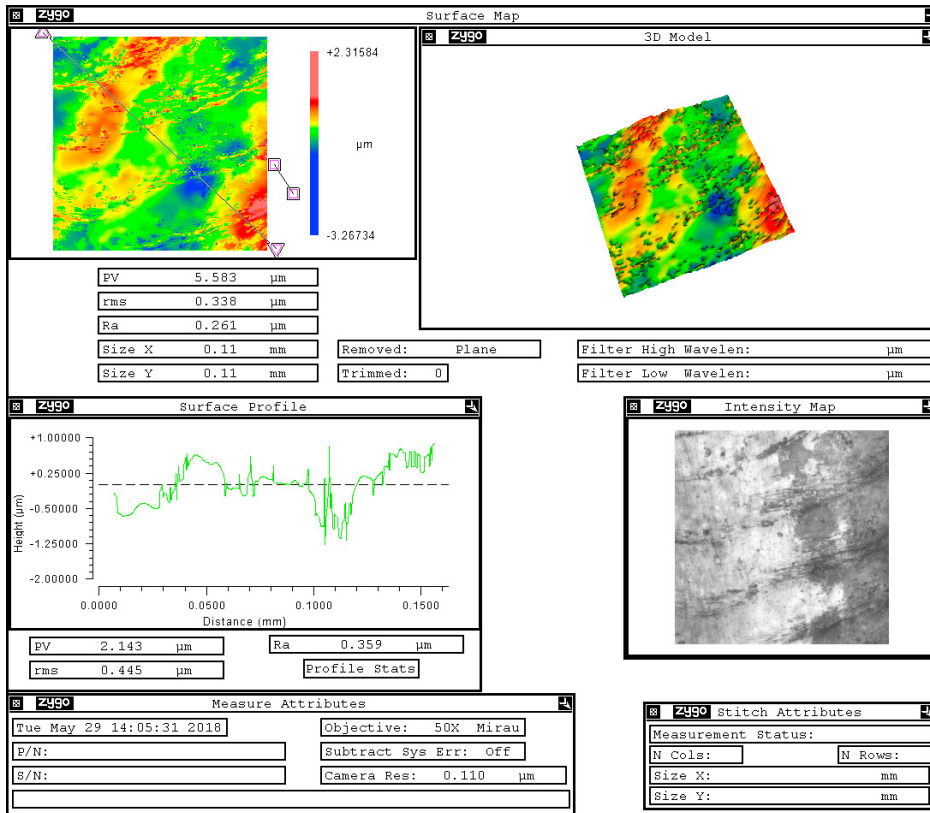 zygo Surface Map
+2.31584
µm
-3.26734
PV 5.583 µm
rms 0.338 µm
Ra 0.261 µm
Size X 0.11 mm
Size Y 0.11 mm
zygo 3D Model
Removed: Plane
Trimmed: 0
Filter High Wavelen: µm
Filter Low Wavelen: µm
zygo Surface Profile
+1.00000
+0.25000
-0.50000
-1.25000
-2.00000
Height (µm)
0.0000 0.0500 0.1000 0.1500
Distance (mm)
PV 2.143 µm
rms 0.445 µm
Ra 0.359 µm
Profile Stats
zygo Intensity Map
zygo Measure Attributes
Tue May 29 14:05:31 2018
P/N:
S/N:
Objective: 50X Mirau
Subtract Sys Err: Off
Camera Res: 0.110 µm
zygo Stitch Attributes
Measurement Status:
N Cols: N Rows:
Size X: mm
Size Y: mm